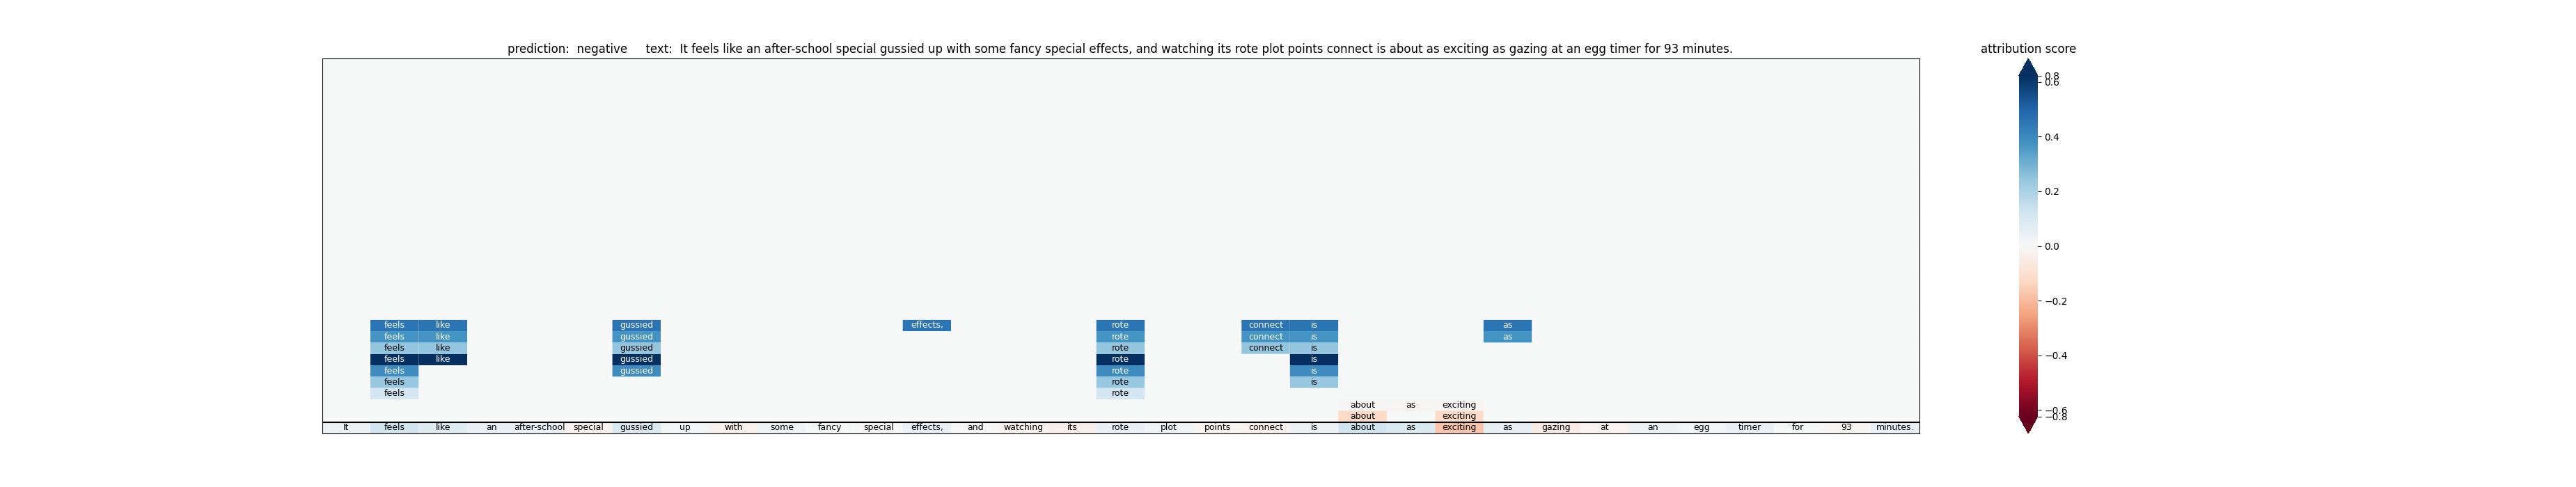 prediction:  negative     text:  It feels like an after-school special gussied up with some fancy special effects, and watching its rote plot points connect is about as exciting as gazing at an egg timer for 93 minutes.
attribution score
0.8
0.6
0.4
0.2
0.0
−0.2
−0.4
−0.6
−0.8
feels like gussied effects, rote connect is as
feels like gussied rote connect is as
feels like gussied rote connect is
feels like gussied rote is
feels gussied rote is
feels rote is
feels rote
about as exciting
about exciting
It feels like an after-school special gussied up with some fancy special effects, and watching its rote plot points connect is about as exciting as gazing at an egg timer for 93 minutes.